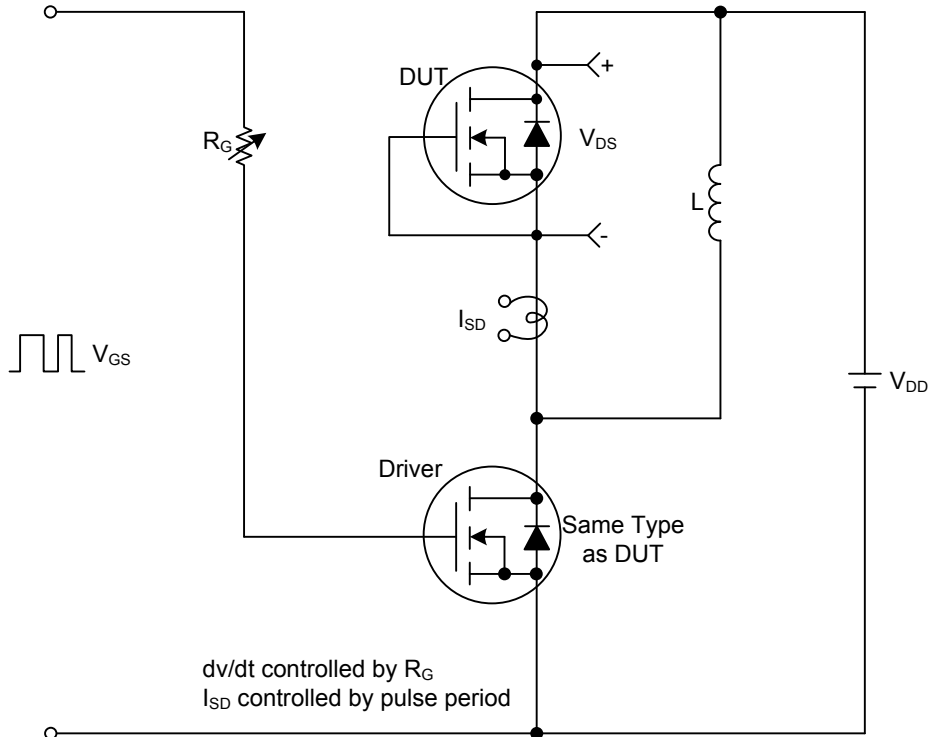 +
DUT
R_G
V_DS
L
-
I_SD
V_GS
V_DD
Driver
Same Type
as DUT
dv/dt controlled by R_G
I_SD controlled by pulse period